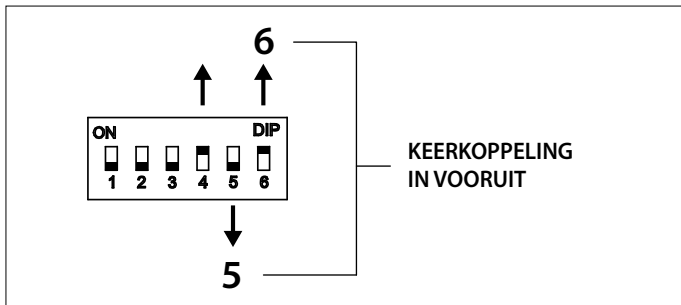 6
ON DIP
1 2 3 4 5 6
KEERKOPPELING
IN VOORUIT
5